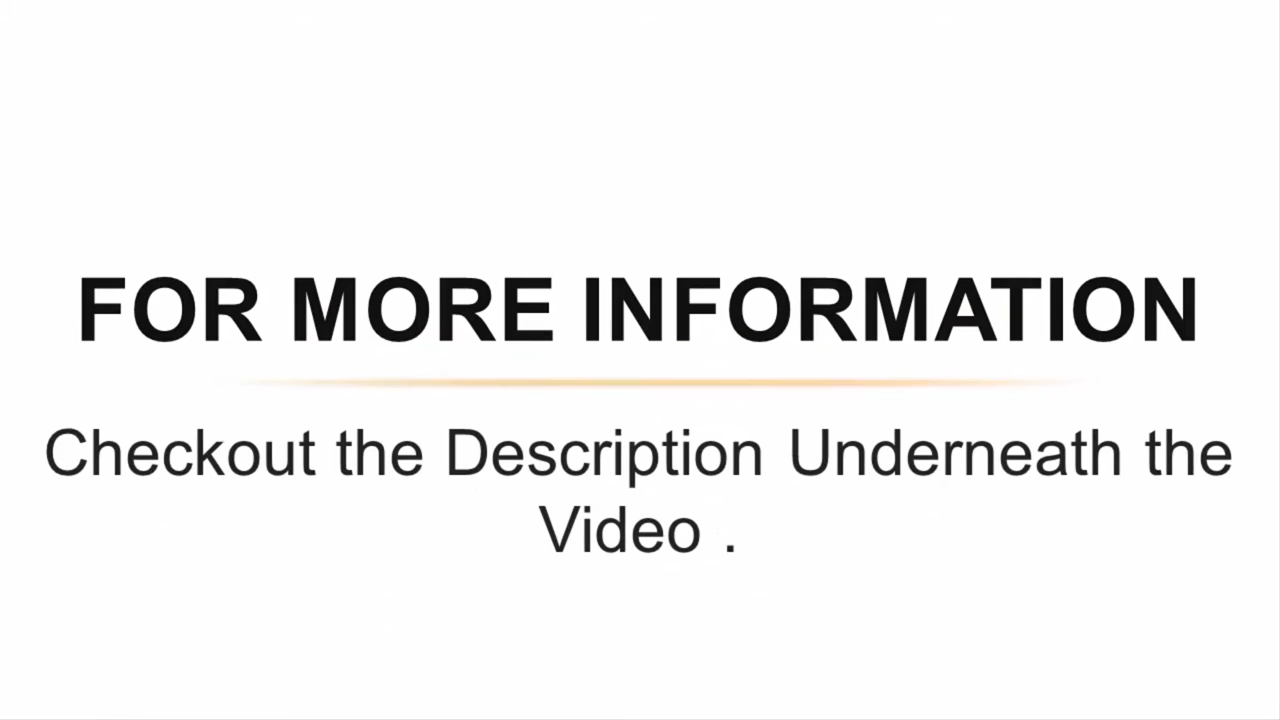 FOR MORE INFORMATION
Checkout the Description Underneath the
Video .